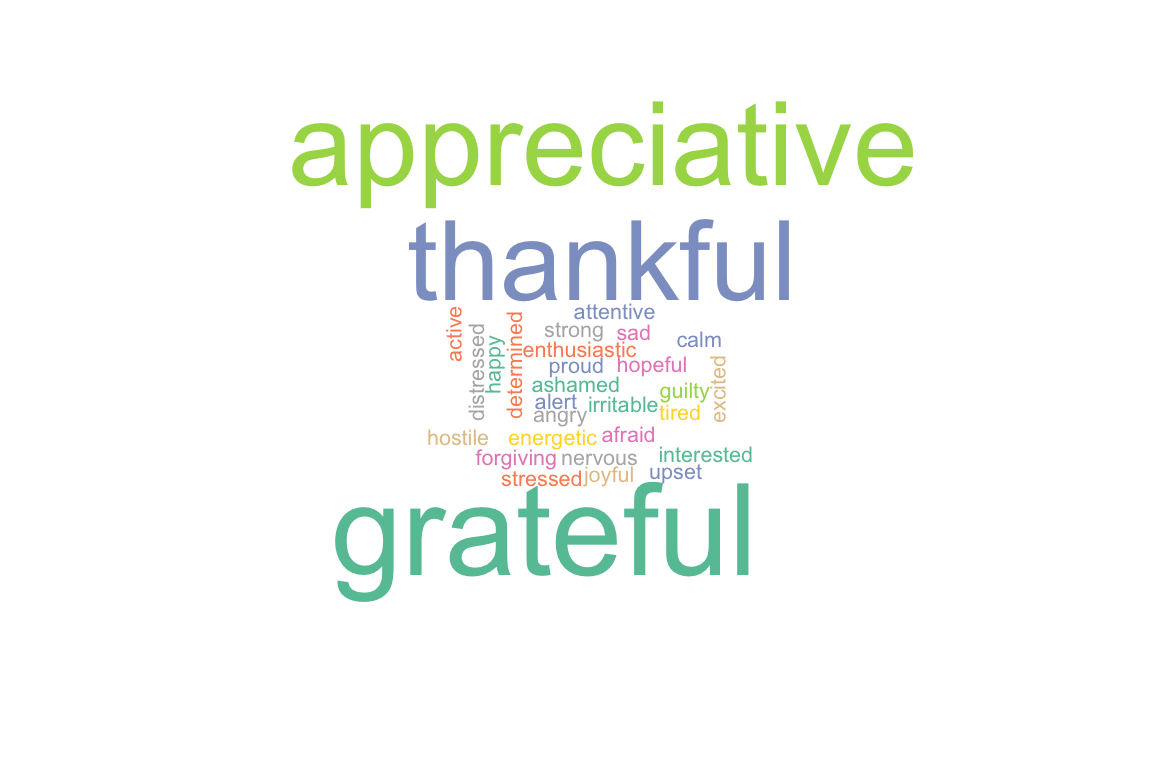 appreciative
thankful
attentive
active
strong
sad
calm
distressed
happy
determined
enthusiastic
proud
hopeful
excited
ashamed
guilty
alert
irritable
angry
tired
hostile
energetic
afraid
forgiving
nervous
interested
stressed
joyful
upset
grateful